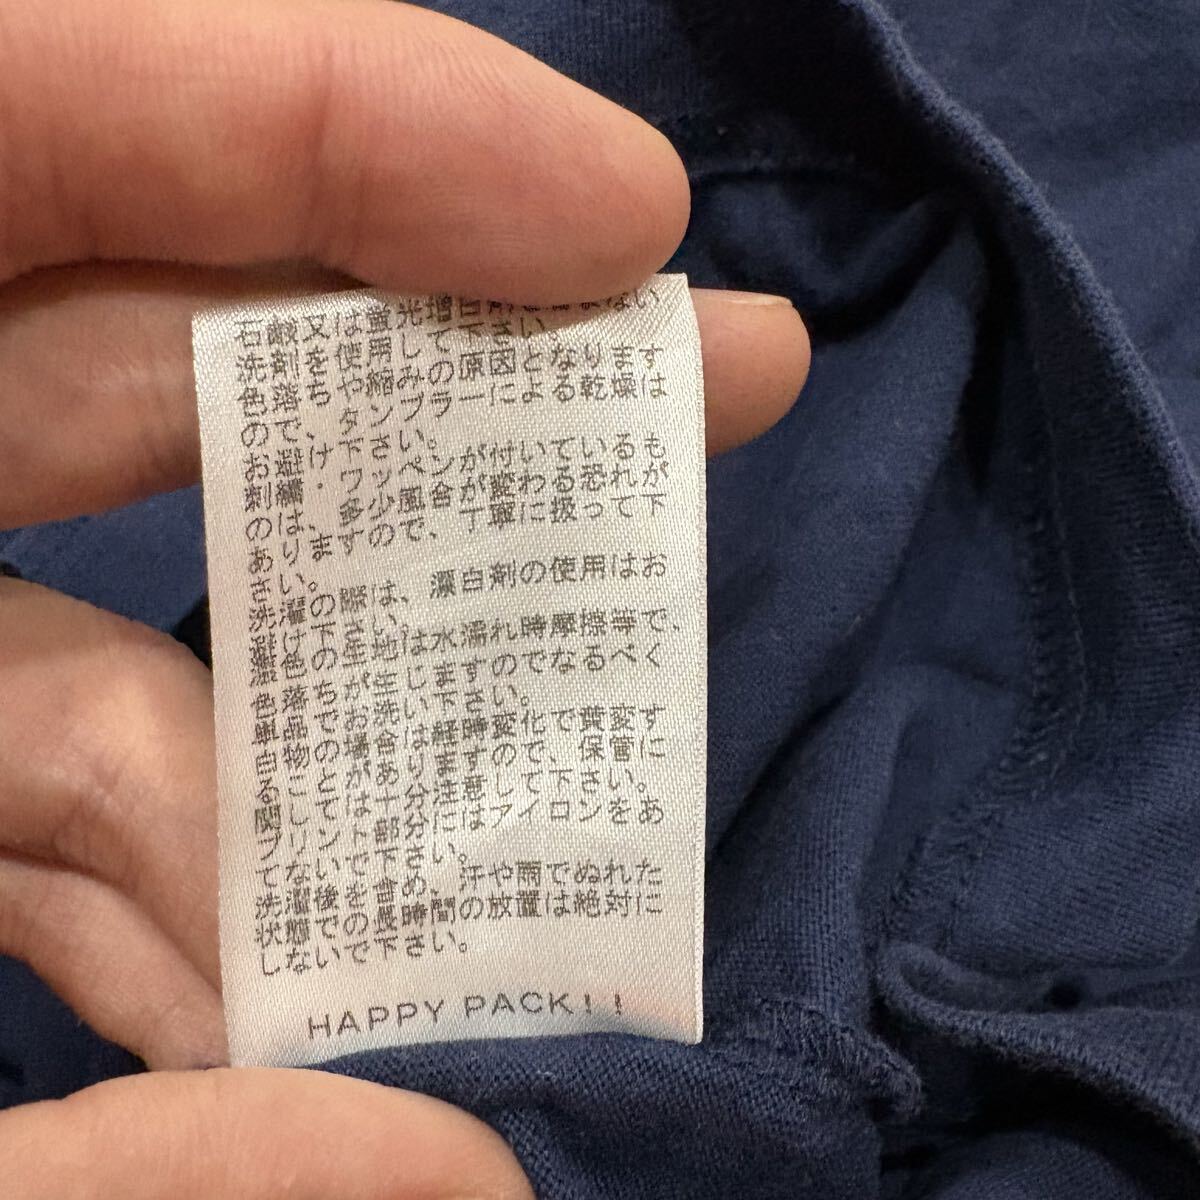 石鹸又は蛍光増白剤を含まない
洗剤をお使用して下さい。
色落ちや縮みの原因となります
ので、タンブラーによる乾燥は
お避け下さい。
刺繍・ワッペンが付いているも
のは、多少の風合が変わる恐れが
あります ので、丁寧に扱って下
さい。
洗濯の際は、漂白剤の使用はお
避け下さい。
濃色の生地は、水濡れ時摩擦等で、
色落ちが生じますのでなるべく
単品でお洗い下さい。
白物の場合は、経時変化で、黄変す
る ことがあります ので、保管に
関しては十分注意して下さい。
プリント部分にはアイロンをあ
てないで下さい。
洗濯後を含め、汗や雨でぬれた
状態での長時間の放置は絶対に
しないで下さい。
HAPPY PACK!!